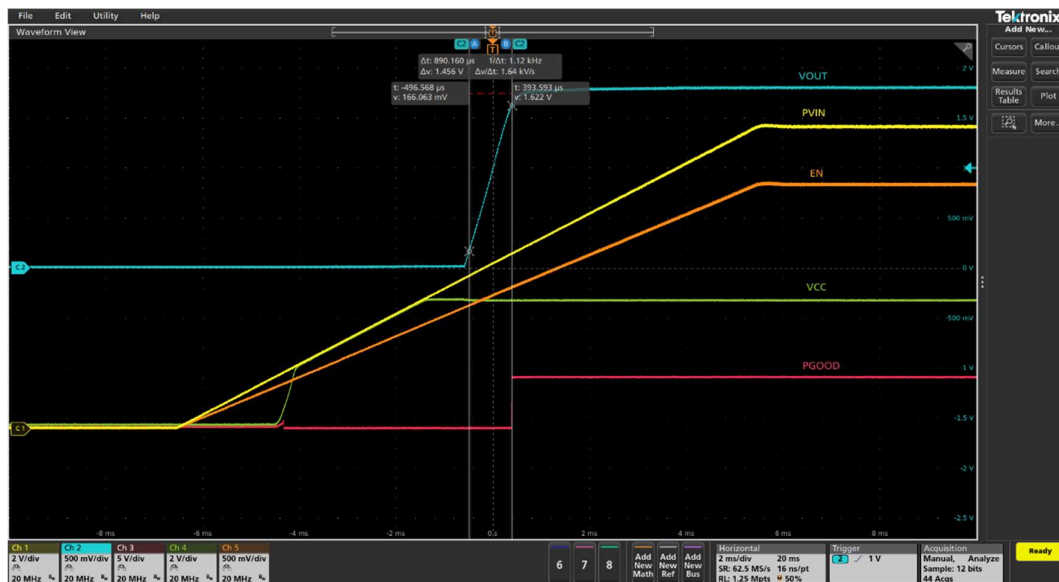 File Edit Utility Help
Tektronix
Waveform View
Add New...
C2 A B C2
T
Cursors Callout
Δt: 890.160 µs 1/Δt: 1.12 kHz
Δv: 1.456 V Δv/Δt: 1.64 kV/s
2 V
VOUT
Measure Search
t: -496.568 µs
v: 166.063 mV
t: 393.593 µs
v: 1.622 V
Results
Table
Plot
PVIN
1.5 V
More...
EN
500 mV
C2
0 V
VCC
-500 mV
PGOOD
-1 V
C1
-1.5 V
-2 V
-2.5 V
-8 ms -6 ms -4 ms -2 ms 0 s 2 ms 4 ms 6 ms 8 ms
Ch 1
2 V/div
20 MHz
Ch 2
500 mV/div
20 MHz
Ch 3
5 V/div
20 MHz
Ch 4
2 V/div
20 MHz
Ch 5
500 mV/div
20 MHz
6 7 8
Add
New
Math
Add
New
Ref
Add
New
Bus
Horizontal
2 ms/div 20 ms
SR: 62.5 MS/s 16 ns/pt
RL: 1.25 Mpts 50%
Trigger
2 1 V
Acquisition
Manual, Analyze
Sample: 12 bits
44 Acqs
Ready